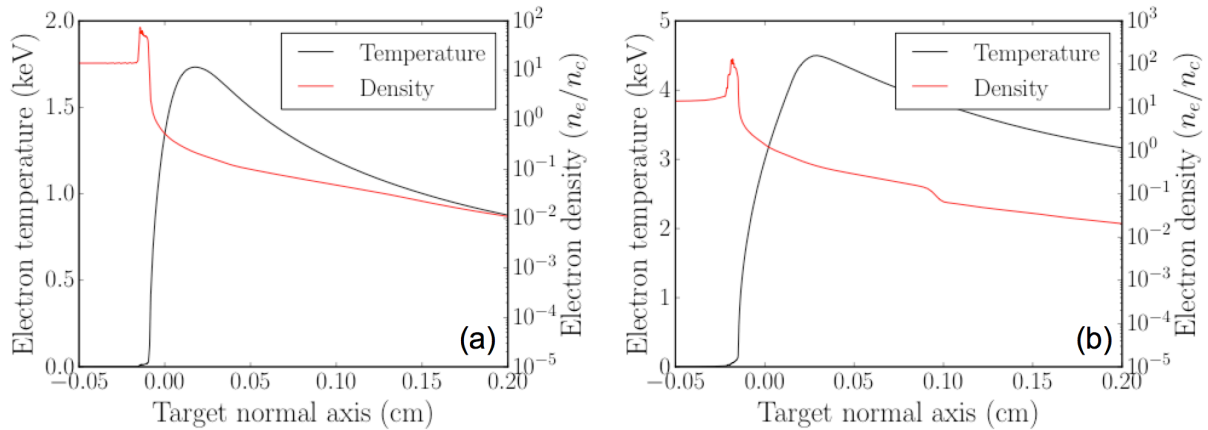 2.0
1.5
1.0
0.5
0.0
Electron temperature (keV)
Temperature
Density
10^2
10^1
10^0
10^-1
10^-2
10^-3
10^-4
10^-5
Electron density (n_e/n_c)
(a)
−0.05 0.00 0.05 0.10 0.15 0.20
Target normal axis (cm)
5
4
3
2
1
0
Electron temperature (keV)
Temperature
Density
10^3
10^2
10^1
10^0
10^-1
10^-2
10^-3
10^-4
10^-5
Electron density (n_e/n_c)
(b)
−0.05 0.00 0.05 0.10 0.15 0.20
Target normal axis (cm)